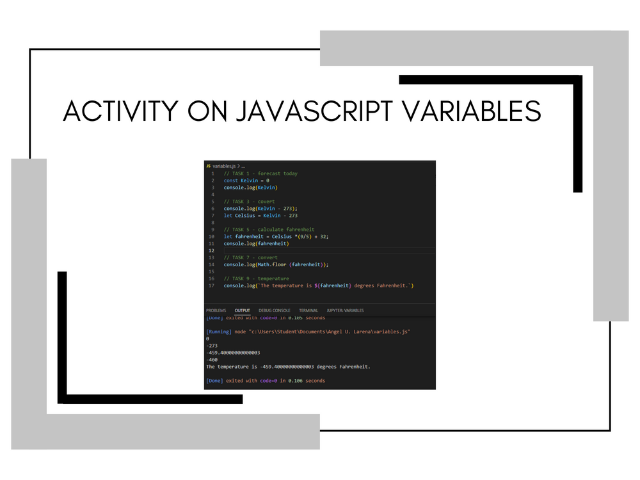 ACTIVITY ON JAVASCRIPT VARIABLES
JS variables.js > ...
1 // TASK 1 - Forecast today
2 const Kelvin = 0
3 console.log(Kelvin)
4
5 // TASK 3 - covert
6 console.log(Kelvin - 273);
7 let Celsius = Kelvin - 273
8
9 // TASK 5 - calculate fahrenheit
10 let fahrenheit = Celsius *(9/5) + 32;
11 console.log(fahrenheit)
12
13 // TASK 7 - convert
14 console.log(Math.floor (fahrenheit));
15
16 // TASK 9 - temperature
17 console.log(`The temperature is ${fahrenheit} degrees Fahrenheit.`)
PROBLEMS OUTPUT DEBUG CONSOLE TERMINAL JUPYTER: VARIABLES
[Done] exited with code=0 in 0.105 seconds
[Running] node "c:\Users\Student\Documents\Angel U. Larena\variables.js"
0
-273
-459.40000000000003
-460
The temperature is -459.40000000000003 degrees Fahrenheit.
[Done] exited with code=0 in 0.106 seconds